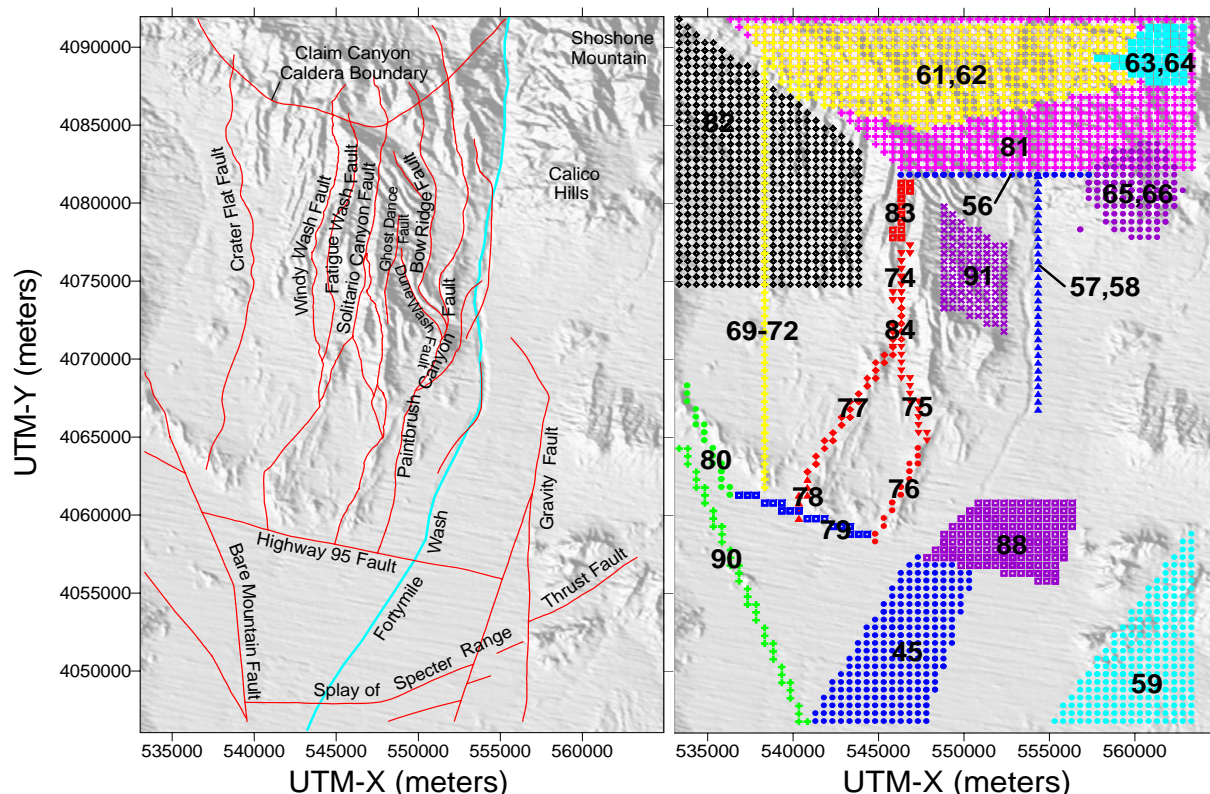 4090000
4085000
4080000
4075000
4070000
4065000
4060000
4055000
4050000
UTM-Y (meters)
535000
540000
545000
550000
555000
560000
UTM-X (meters)
Claim Canyon
Caldera Boundary
Shoshone
Mountain
Calico
Hills
Crater Flat Fault
Windy Wash Fault
Fatigue Wash Fault
Solitario Canyon Fault
Ghost Dance
Fault
Bow Ridge Fault
Dune Wash Fault
Paintbrush Canyon
Fault
Gravity Fault
Highway 95 Fault
Wash
Fortymile
Bare Mountain Fault
Thrust Fault
Splay of Specter Range
61,62
63,64
82
81
65,66
56
83
57,58
74
91
69-72
84
77
75
80
78
76
79
90
88
45
59
535000
540000
545000
550000
555000
560000
UTM-X (meters)